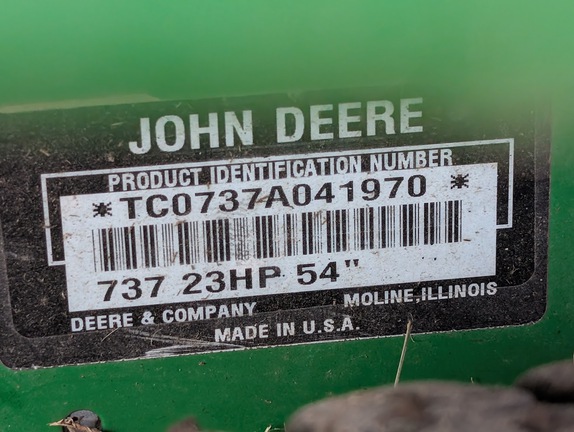 JOHN DEERE
PRODUCT IDENTIFICATION NUMBER
* TC0737A041970 *
737 23HP 54"
DEERE & COMPANY MOLINE, ILLINOIS
MADE IN U.S.A.